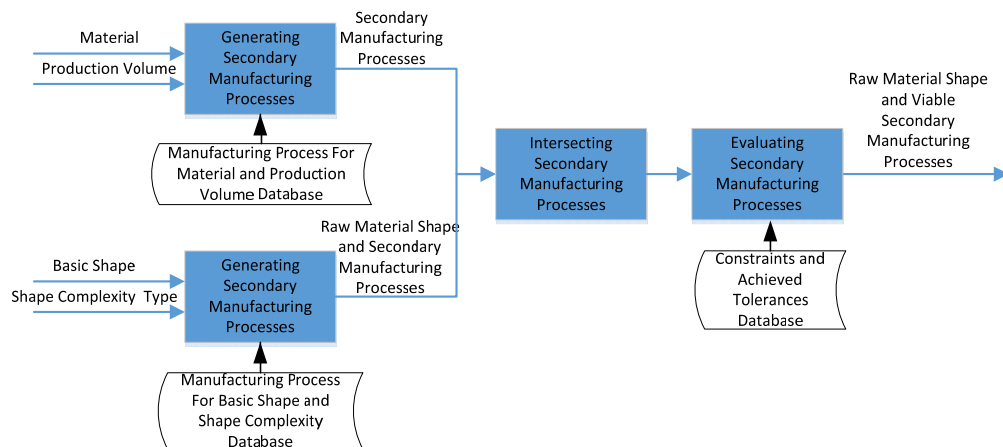 Material
Production Volume
Generating
Secondary
Manufacturing
Processes
Secondary
Manufacturing
Processes
Manufacturing Process For
Material and Production
Volume Database
Basic Shape
Shape Complexity Type
Generating
Secondary
Manufacturing
Processes
Raw Material Shape
and Secondary
Manufacturing
Processes
Manufacturing Process
For Basic Shape and
Shape Complexity
Database
Intersecting
Secondary
Manufacturing
Processes
Evaluating
Secondary
Manufacturing
Processes
Constraints and
Achieved
Tolerances
Database
Raw Material Shape
and Viable
Secondary
Manufacturing
Processes